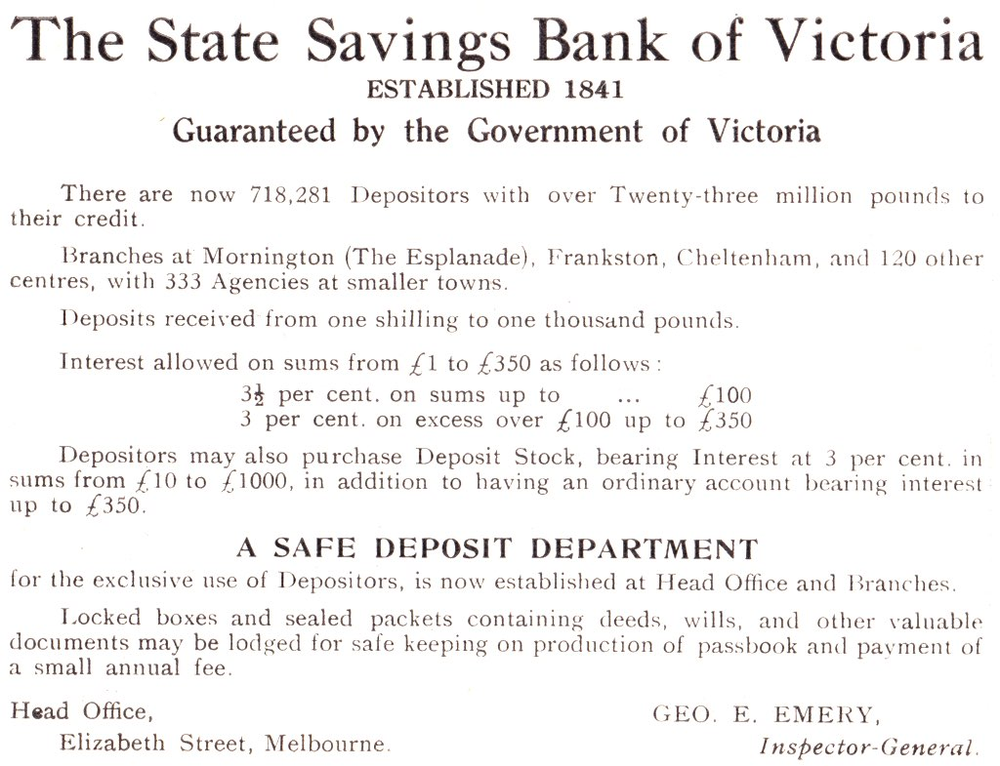 The State Savings Bank of Victoria
ESTABLISHED 1841
Guaranteed by the Government of Victoria
There are now 718,281 Depositors with over Twenty-three million pounds to
their credit.
Branches at Mornington (The Esplanade), Frankston, Cheltenham, and 120 other
centres, with 333 Agencies at smaller towns.
Deposits received from one shilling to one thousand pounds.
Interest allowed on sums from £1 to £350 as follows :
3½ per cent. on sums up to ... £100
3 per cent. on excess over £100 up to £350
Depositors may also purchase Deposit Stock, bearing Interest at 3 per cent. in
sums from £10 to £1000, in addition to having an ordinary account bearing interest
up to £350.
A SAFE DEPOSIT DEPARTMENT
for the exclusive use of Depositors, is now established at Head Office and Branches.
Locked boxes and sealed packets containing deeds, wills, and other valuable
documents may be lodged for safe keeping on production of passbook and payment of
a small annual fee.
Head Office,
GEO. E. EMERY,
Elizabeth Street, Melbourne.
Inspector-General.